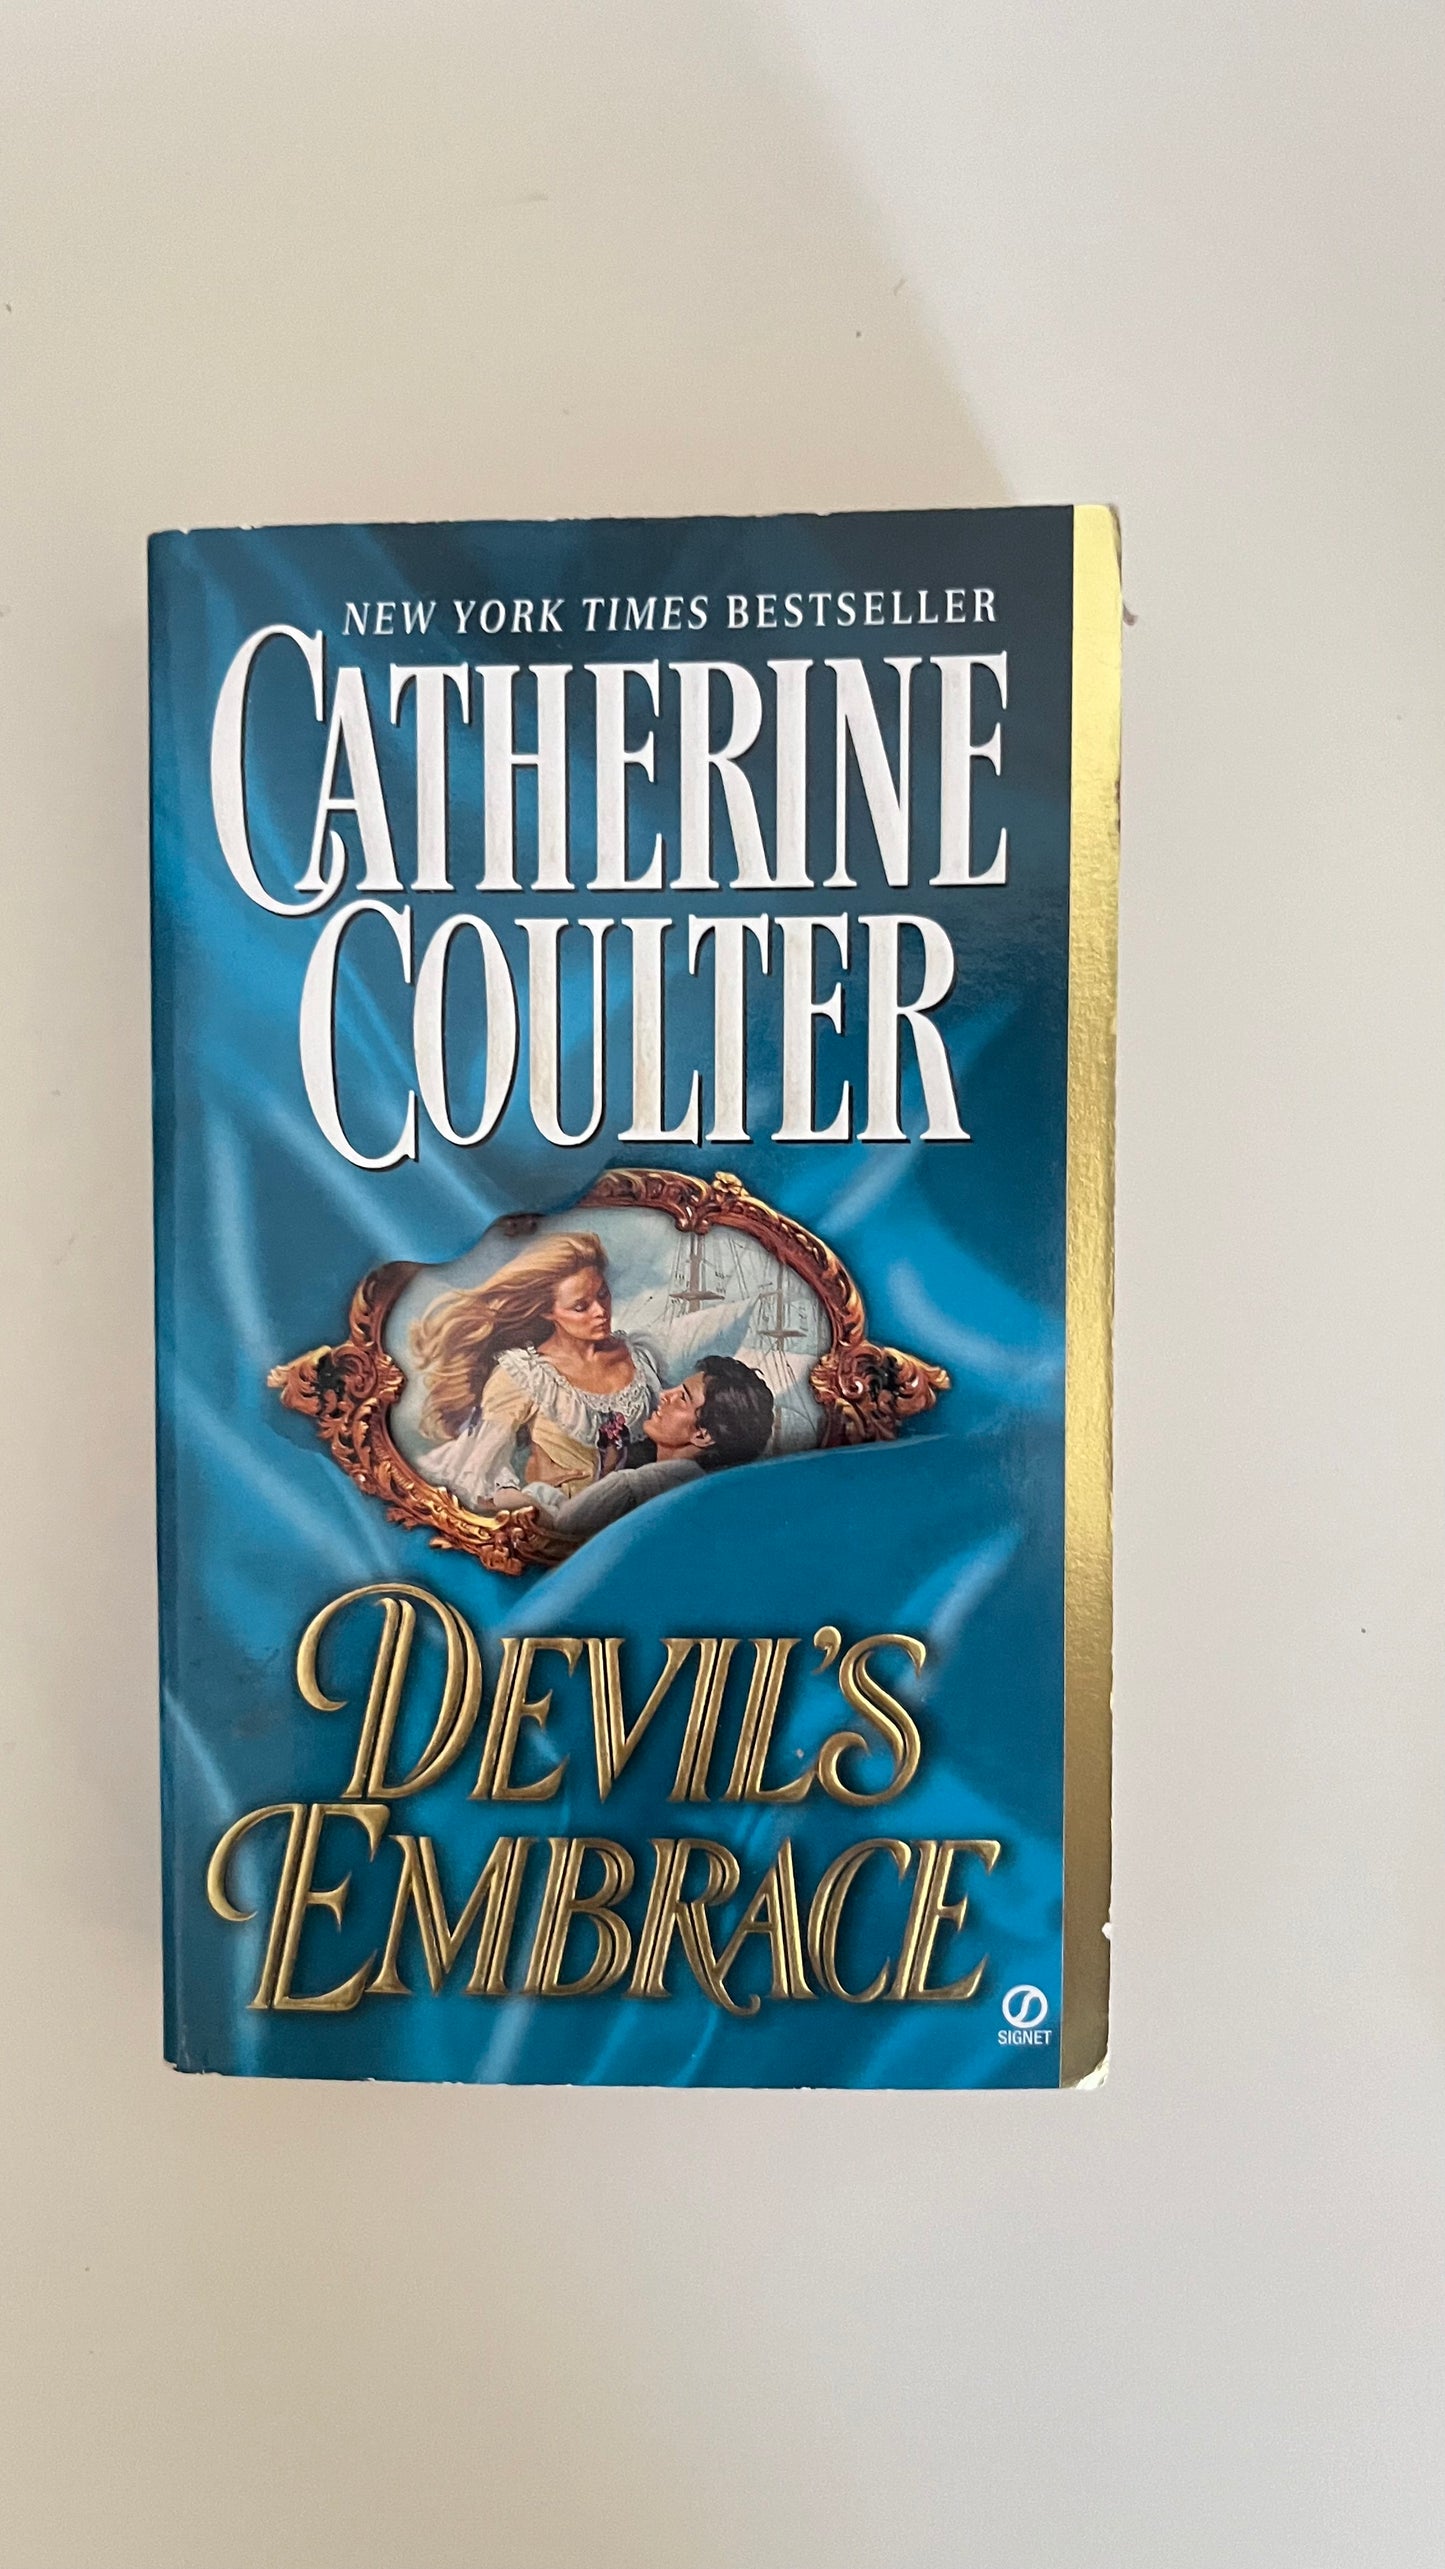 NEW YORK TIMES BESTSELLER
CATHERINE
COULTER
DEVIL'S
EMBRACE
SIGNET